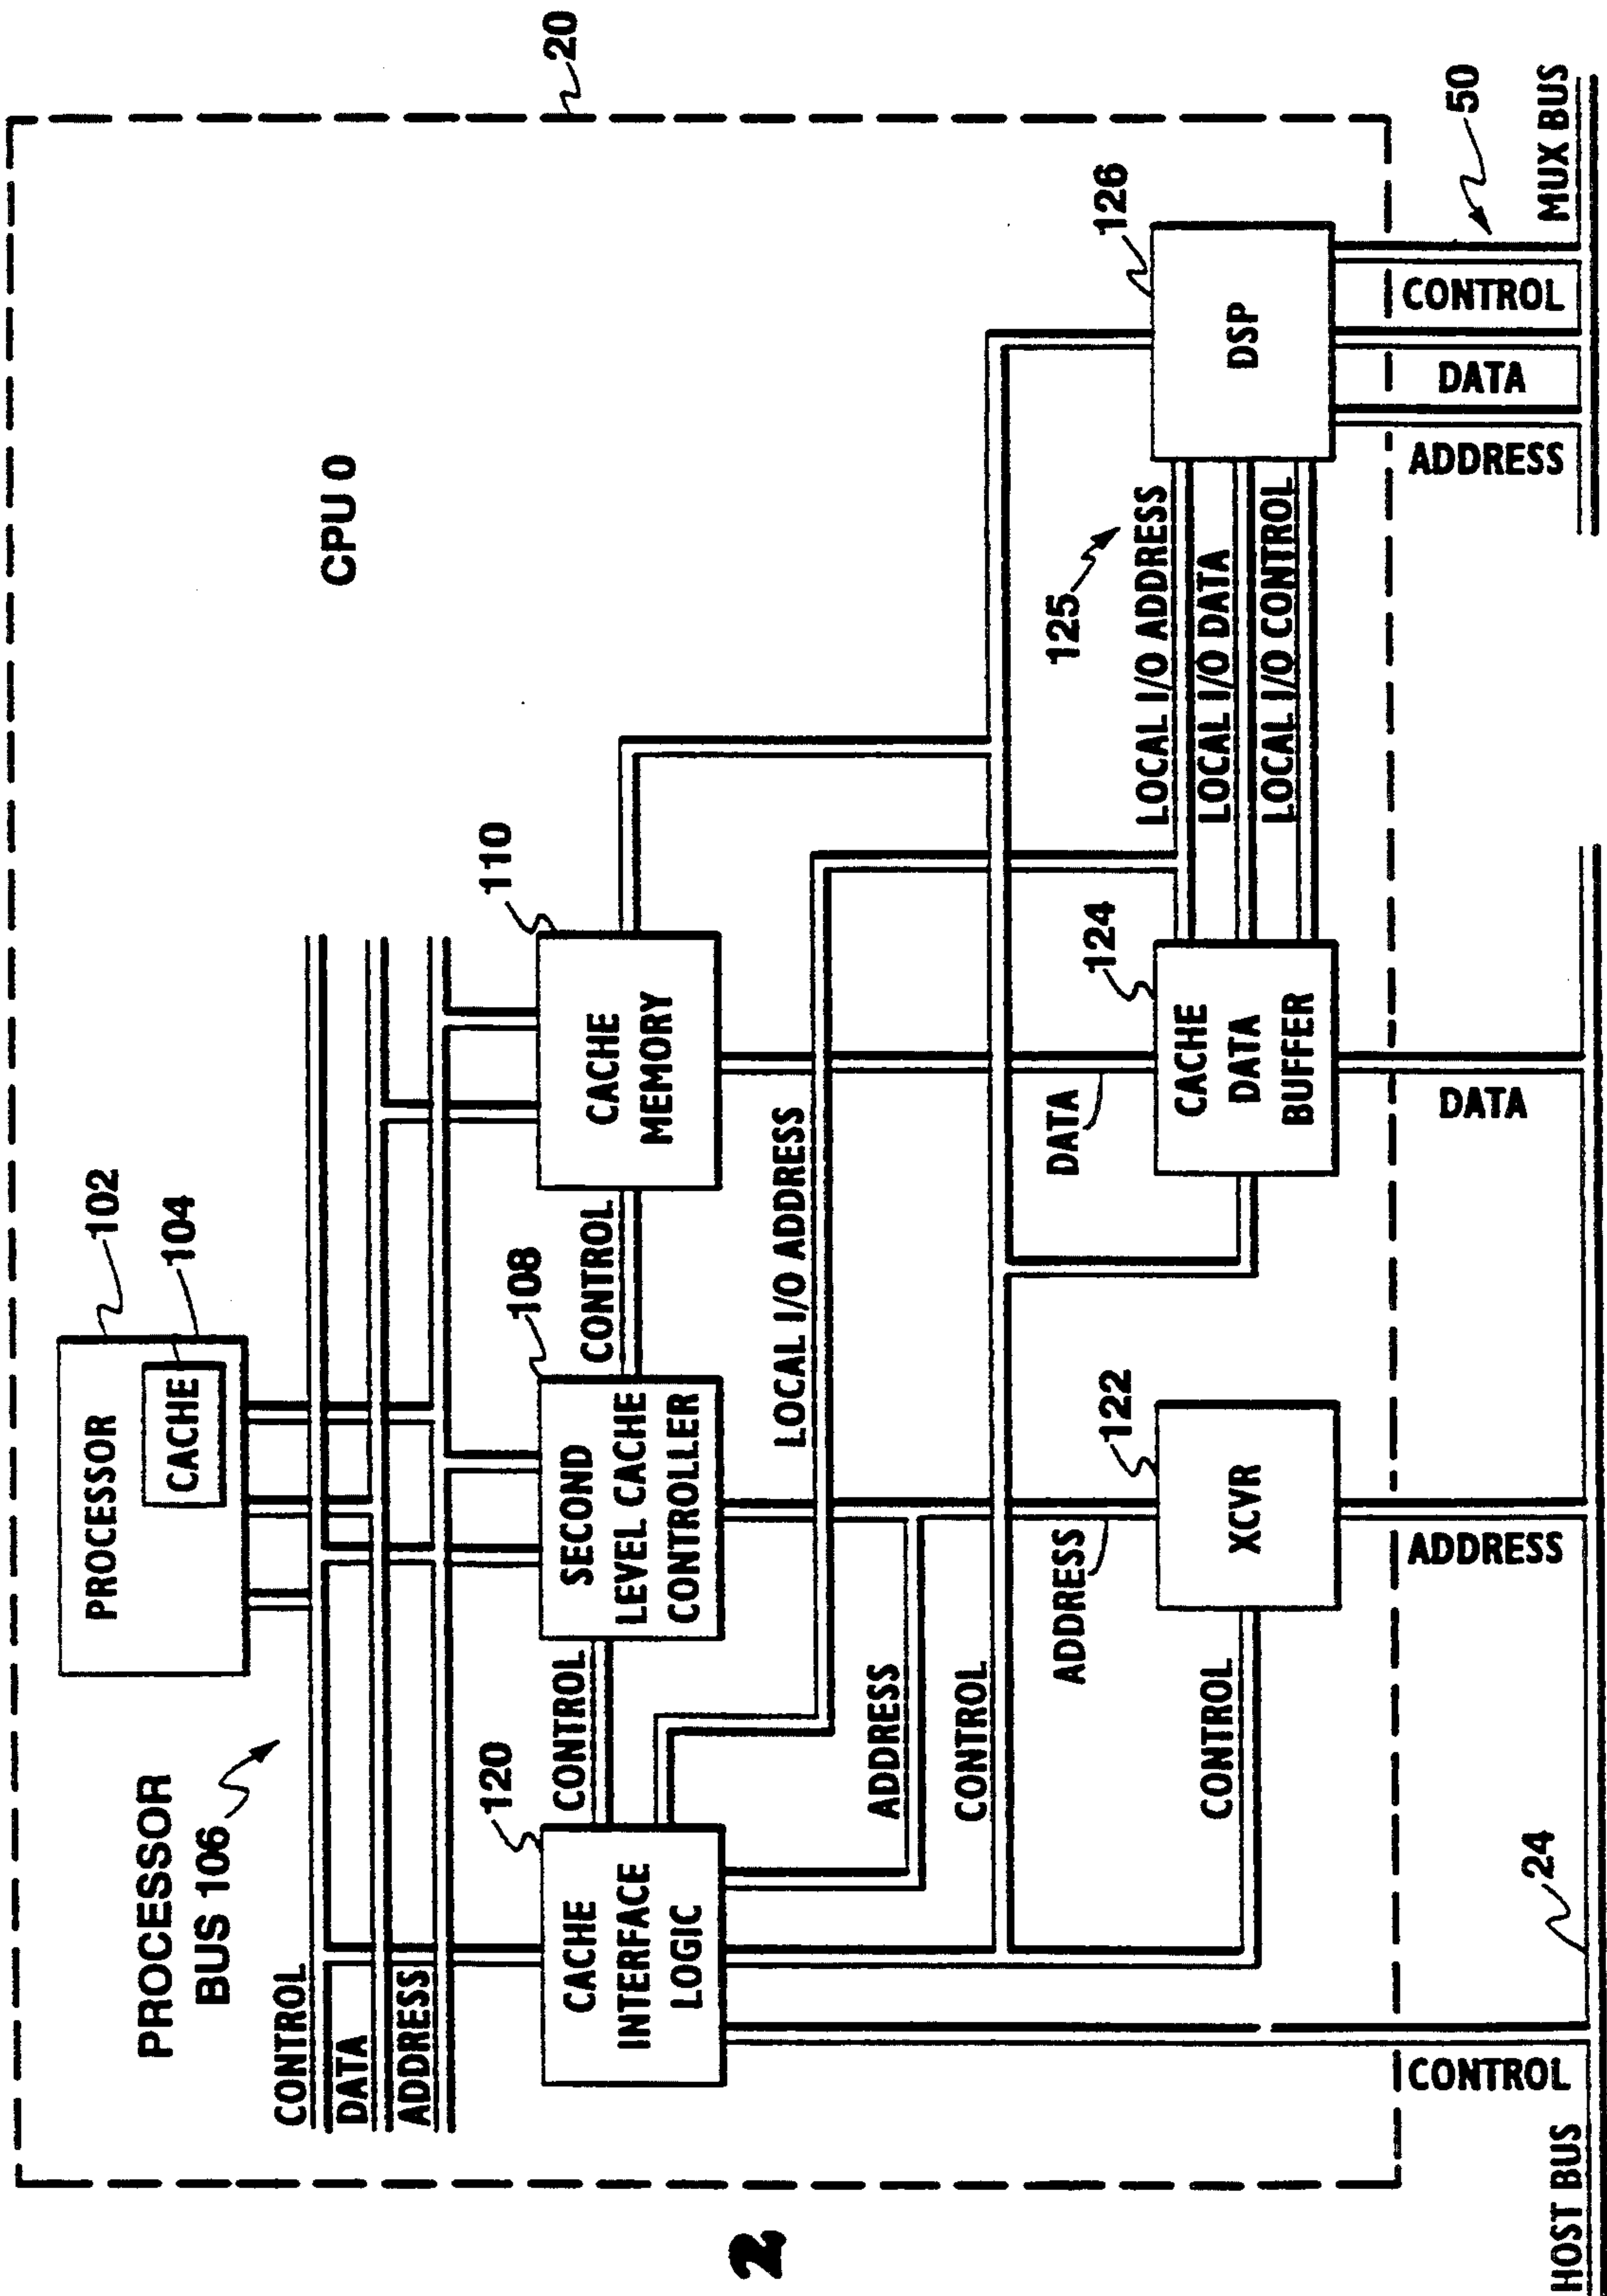 20
CPU 0
PROCESSOR
CACHE
102
104
PROCESSOR
BUS 106
CONTROL
DATA
ADDRESS
120
CACHE
INTERFACE
LOGIC
CONTROL
108
SECOND
LEVEL CACHE
CONTROLLER
CONTROL
110
CACHE
MEMORY
LOCAL I/O ADDRESS
ADDRESS
CONTROL
ADDRESS
DATA
CONTROL
122
XCVR
124
CACHE
DATA
BUFFER
125
LOCAL I/O ADDRESS
LOCAL I/O DATA
LOCAL I/O CONTROL
126
DSP
CONTROL
ADDRESS
DATA
ADDRESS
DATA
CONTROL
50
HOST BUS
24
MUX BUS
2